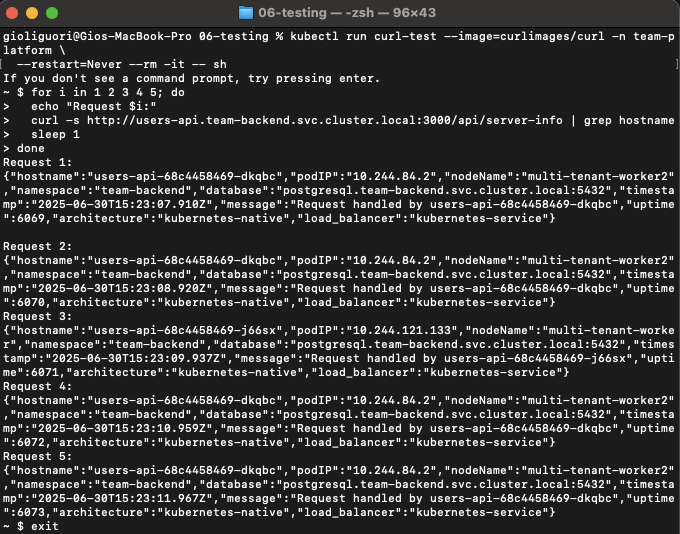 06-testing — -zsh — 96×43
gioliguori@Gios-MacBook-Pro 06-testing % kubectl run curl-test --image=curlimages/curl -n team-p
latform \
[  --restart=Never --rm -it -- sh ]
If you don't see a command prompt, try pressing enter.
~ $ for i in 1 2 3 4 5; do
>   echo "Request $i:"
>   curl -s http://users-api.team-backend.svc.cluster.local:3000/api/server-info | grep hostname
>   sleep 1
> done
Request 1:
{"hostname":"users-api-68c4458469-dkqbc","podIP":"10.244.84.2","nodeName":"multi-tenant-worker2"
,"namespace":"team-backend","database":"postgresql.team-backend.svc.cluster.local:5432","timesta
mp":"2025-06-30T15:23:07.910Z","message":"Request handled by users-api-68c4458469-dkqbc","uptime
":6069,"architecture":"kubernetes-native","load_balancer":"kubernetes-service"}
Request 2:
{"hostname":"users-api-68c4458469-dkqbc","podIP":"10.244.84.2","nodeName":"multi-tenant-worker2"
,"namespace":"team-backend","database":"postgresql.team-backend.svc.cluster.local:5432","timesta
mp":"2025-06-30T15:23:08.920Z","message":"Request handled by users-api-68c4458469-dkqbc","uptime
":6070,"architecture":"kubernetes-native","load_balancer":"kubernetes-service"}
Request 3:
{"hostname":"users-api-68c4458469-j66sx","podIP":"10.244.121.133","nodeName":"multi-tenant-worke
r","namespace":"team-backend","database":"postgresql.team-backend.svc.cluster.local:5432","times
tamp":"2025-06-30T15:23:09.937Z","message":"Request handled by users-api-68c4458469-j66sx","upti
me":6071,"architecture":"kubernetes-native","load_balancer":"kubernetes-service"}
Request 4:
{"hostname":"users-api-68c4458469-dkqbc","podIP":"10.244.84.2","nodeName":"multi-tenant-worker2"
,"namespace":"team-backend","database":"postgresql.team-backend.svc.cluster.local:5432","timesta
mp":"2025-06-30T15:23:10.959Z","message":"Request handled by users-api-68c4458469-dkqbc","uptime
":6072,"architecture":"kubernetes-native","load_balancer":"kubernetes-service"}
Request 5:
{"hostname":"users-api-68c4458469-dkqbc","podIP":"10.244.84.2","nodeName":"multi-tenant-worker2"
,"namespace":"team-backend","database":"postgresql.team-backend.svc.cluster.local:5432","timesta
mp":"2025-06-30T15:23:11.967Z","message":"Request handled by users-api-68c4458469-dkqbc","uptime
":6073,"architecture":"kubernetes-native","load_balancer":"kubernetes-service"}
~ $ exit